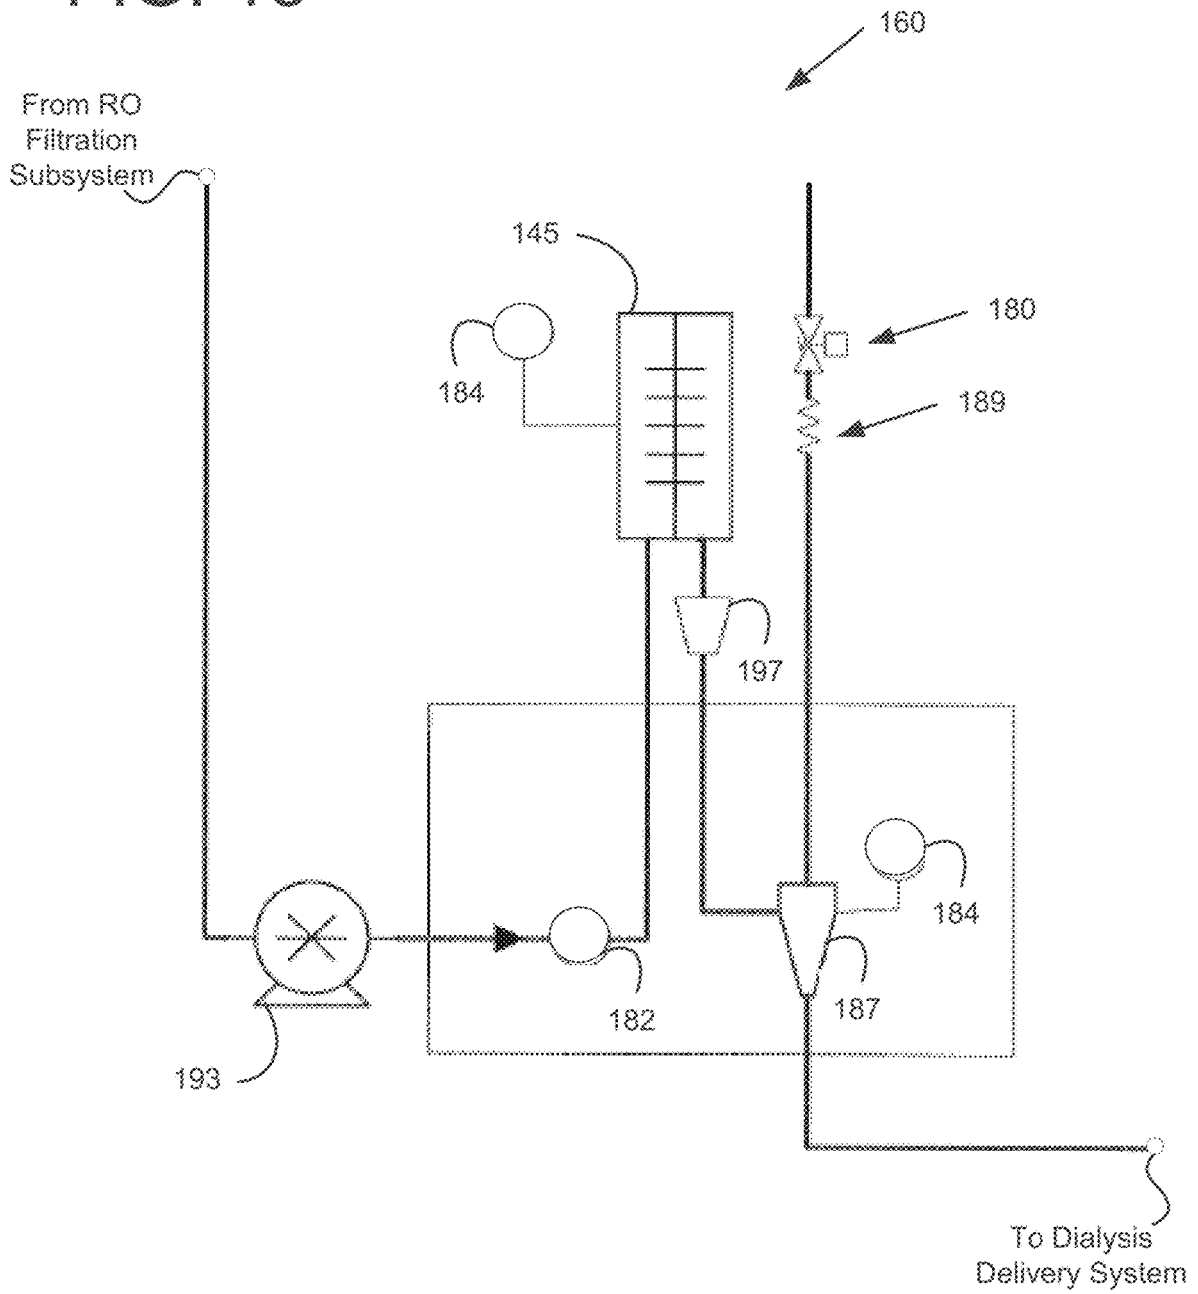 160
From RO
Filtration
Subsystem
145
180
184
189
197
184
187
182
193
To Dialysis
Delivery System